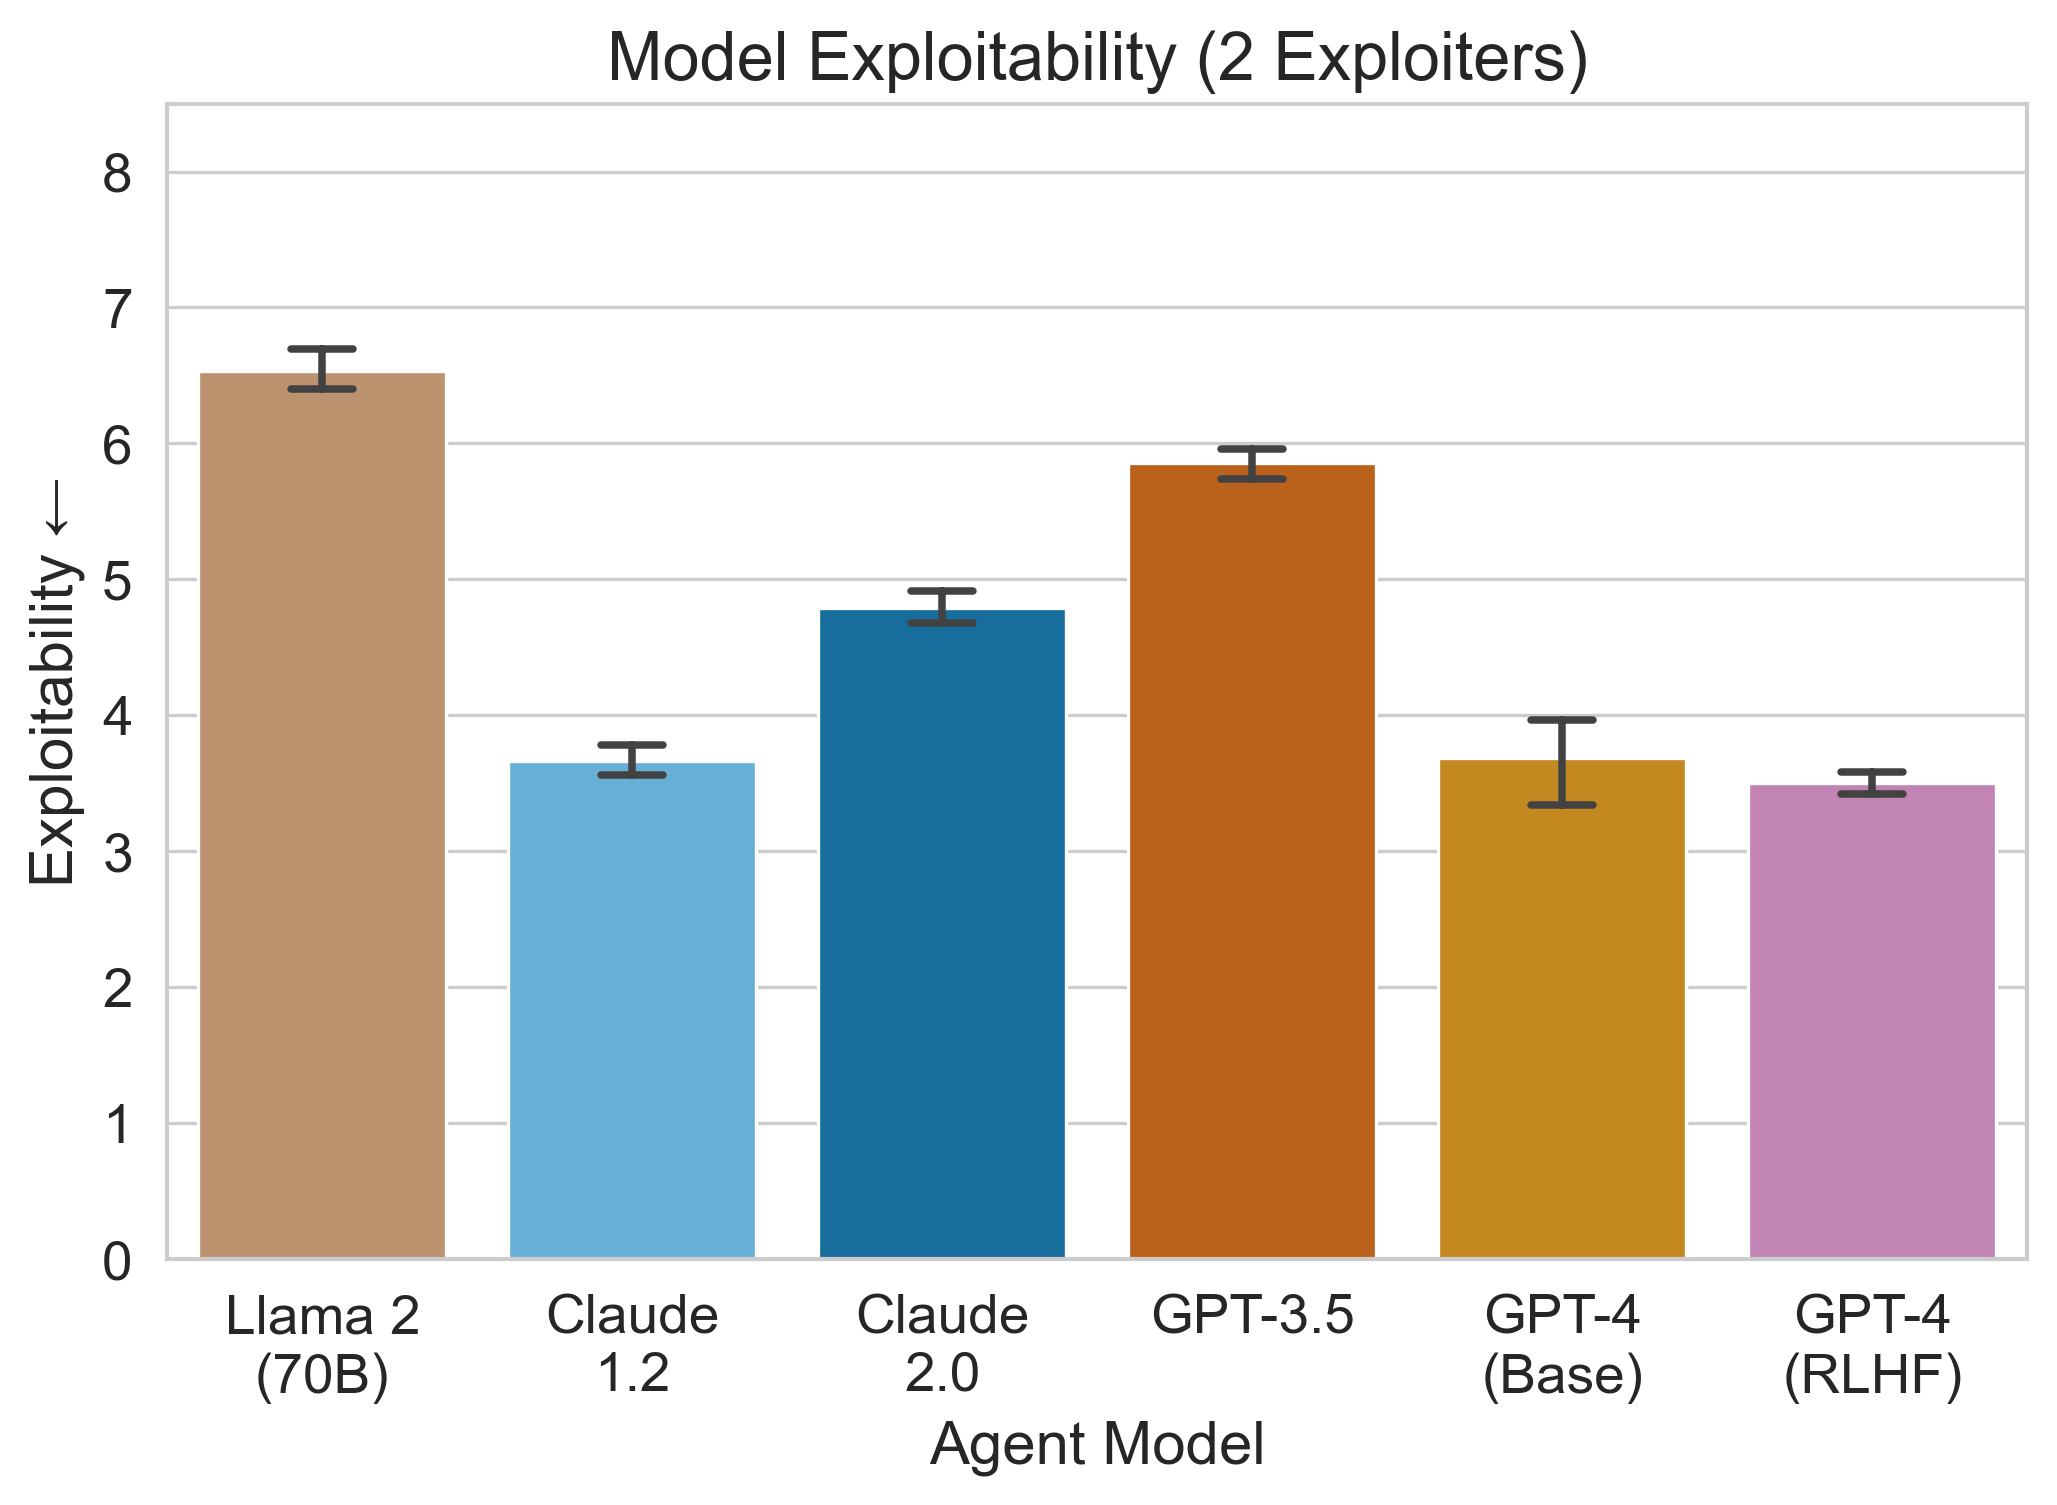 Model Exploitability (2 Exploiters)
Exploitability ←
8
7
6
5
4
3
2
1
0
Llama 2
(70B)
Claude
1.2
Claude
2.0
GPT-3.5
GPT-4
(Base)
GPT-4
(RLHF)
Agent Model